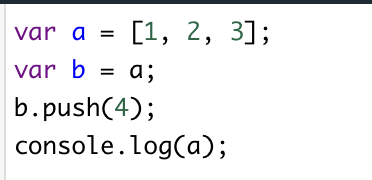 var a = [1, 2, 3];
var b = a;
b.push(4);
console.log(a);